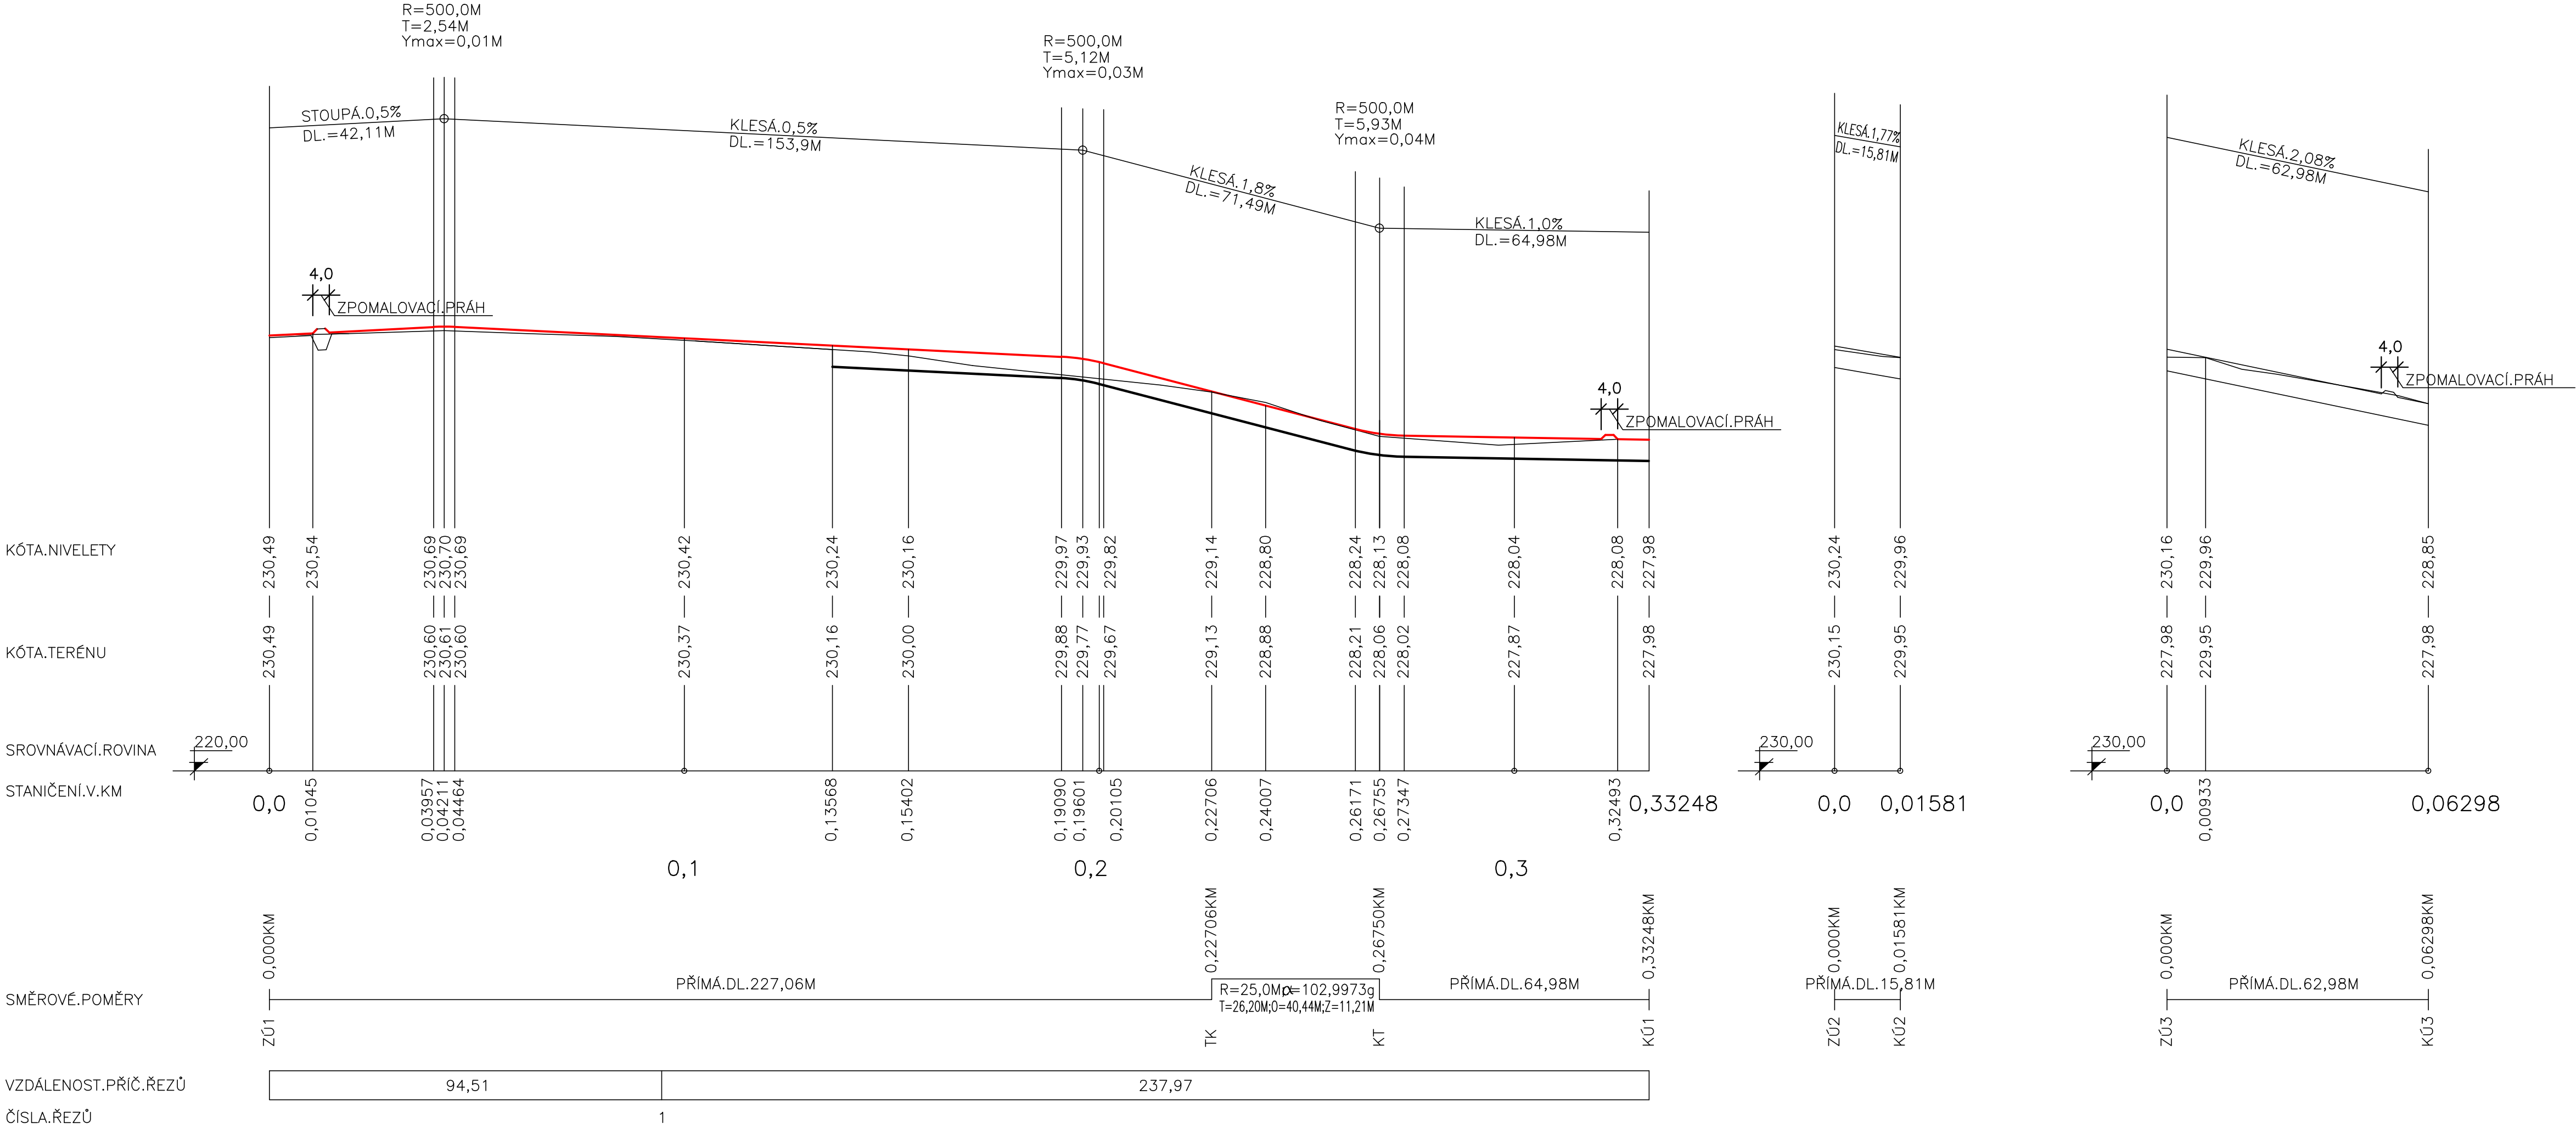 R=500,0M
T=2,54M
Ymax=0,01M
R=500,0M
T=5,12M
Ymax=0,03M
R=500,0M
T=5,93M
Ymax=0,04M
STOUPÁ.0,5%
DL.=42,11M
KLESÁ.0,5%
DL.=153,9M
KLESÁ.1,8%
DL.=71,49M
KLESÁ.1,0%
DL.=64,98M
KLESÁ.1,77%
DL.=15,81M
KLESÁ.2,08%
DL.=62,98M
4,0
ZPOMALOVACÍ.PRÁH
4,0
ZPOMALOVACÍ.PRÁH
4,0
ZPOMALOVACÍ.PRÁH
KÓTA.NIVELETY
230,49
230,54
230,69
230,70
230,69
230,42
230,24
230,16
229,97
229,93
229,82
229,14
228,80
228,24
228,13
228,08
228,04
228,08
227,98
230,24
229,96
230,16
229,96
228,85
KÓTA.TERÉNU
230,49
230,60
230,61
230,60
230,37
230,16
230,00
229,88
229,77
229,67
229,13
228,88
228,21
228,06
228,02
227,87
227,98
230,15
229,95
227,98
229,95
227,98
SROVNÁVACÍ.ROVINA
220,00
230,00
230,00
STANIČENÍ.V.KM
0,0
0,01045
0,03957
0,04211
0,04464
0,13568
0,15402
0,19090
0,19601
0,20105
0,22706
0,24007
0,26171
0,26755
0,27347
0,32493
0,33248
0,0
0,01581
0,0
0,00933
0,06298
0,1
0,2
0,3
0,000KM
0,22706KM
0,26750KM
0,33248KM
0,000KM
0,01581KM
0,000KM
0,06298KM
SMĚROVÉ.POMĚRY
PŘÍMÁ.DL.227,06M
R=25,0M α=102,9973g
T=26,20M;O=40,44M;Z=11,21M
PŘÍMÁ.DL.64,98M
PŘÍMÁ.DL.15,81M
PŘÍMÁ.DL.62,98M
ZÚ1
TK
KT
KÚ1
ZÚ2
KÚ2
ZÚ3
KÚ3
VZDÁLENOST.PŘÍČ.ŘEZŮ
94,51
237,97
ČÍSLA.ŘEZŮ
1